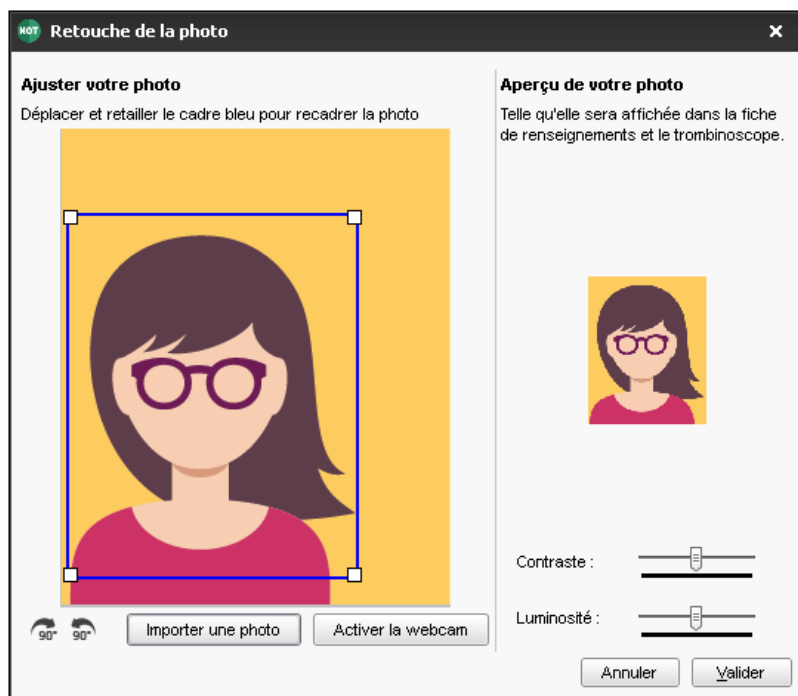 NOT Retouche de la photo
Ajuster votre photo
Déplacer et retailler le cadre bleu pour recadrer la photo
Aperçu de votre photo
Telle qu'elle sera affichée dans la fiche
de renseignements et le trombinoscope.
Contraste :
Luminosité :
90° 90° Importer une photo Activer la webcam
Annuler Valider